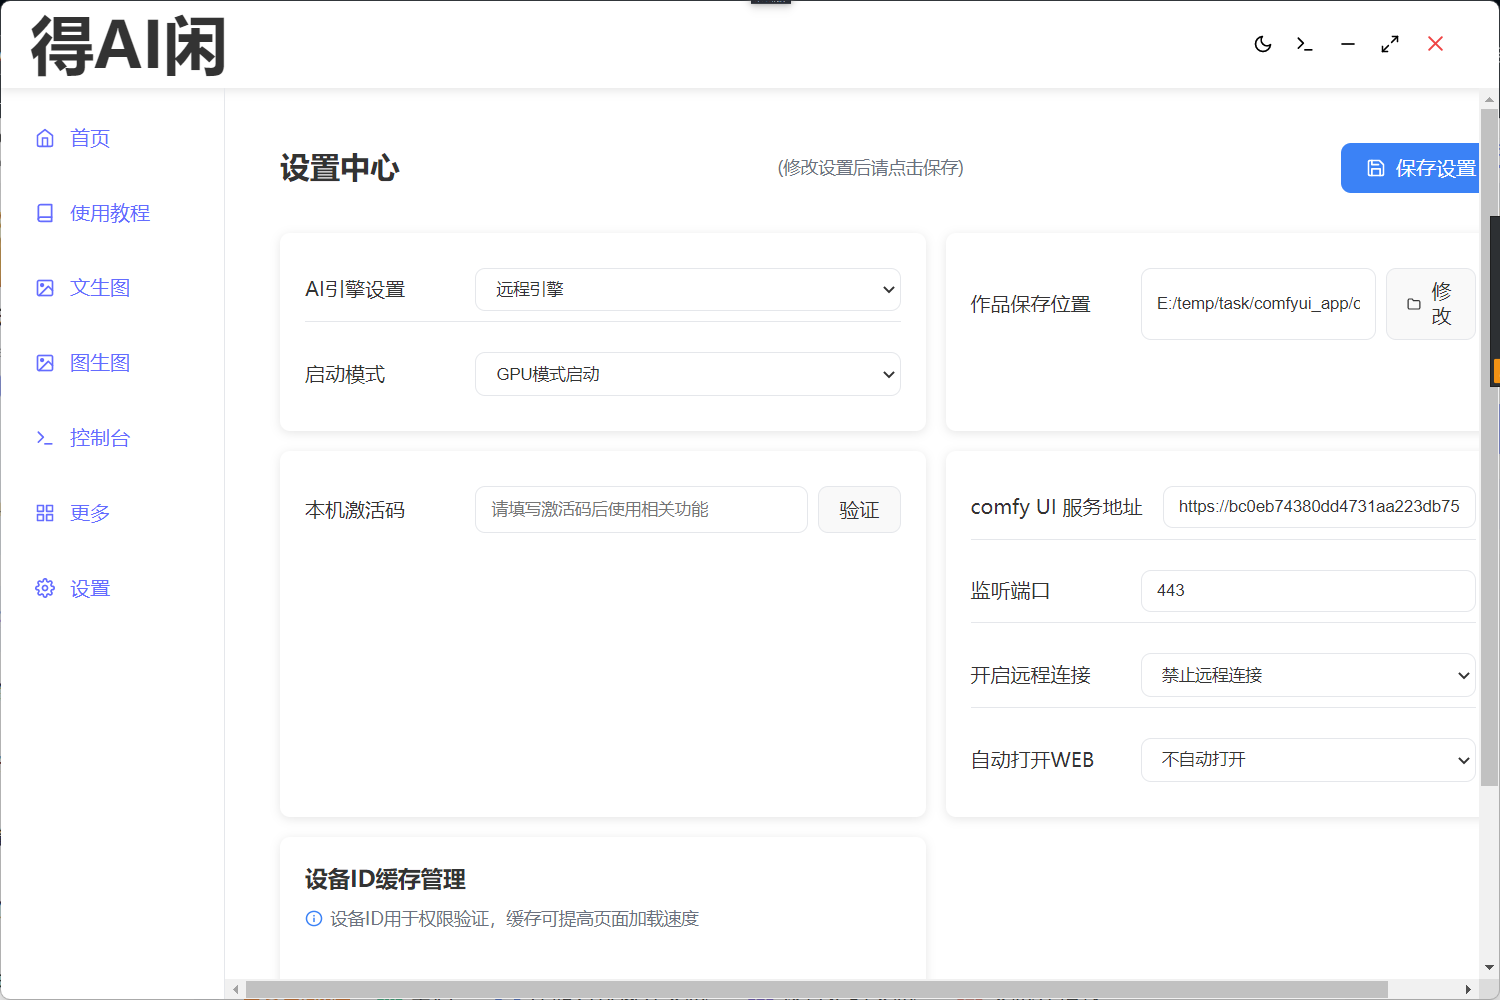 得AI闲
首页
使用教程
文生图
图生图
控制台
更多
设置
设置中心
(修改设置后请点击保存)
保存设置
AI引擎设置
远程引擎
启动模式
GPU模式启动
作品保存位置
E:/temp/task/comfyui_app/c
修改
本机激活码
请填写激活码后使用相关功能
验证
comfy UI 服务地址
https://bc0eb74380dd4731aa223db75
监听端口
443
开启远程连接
禁止远程连接
自动打开WEB
不自动打开
设备ID缓存管理
设备ID用于权限验证，缓存可提高页面加载速度